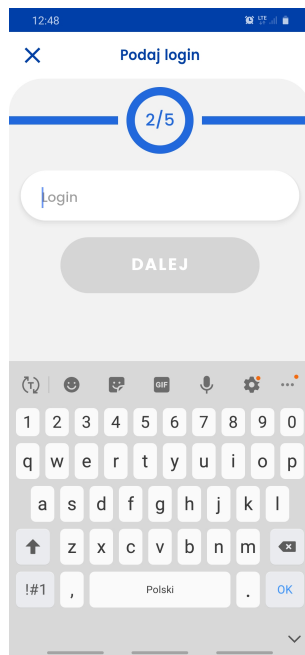 12:48 LTE
Podaj login
2/5
Login
DALEJ
T GIF
1 2 3 4 5 6 7 8 9 0
q w e r t y u i o p
a s d f g h j k l
z x c v b n m
!#1 , Polski . OK